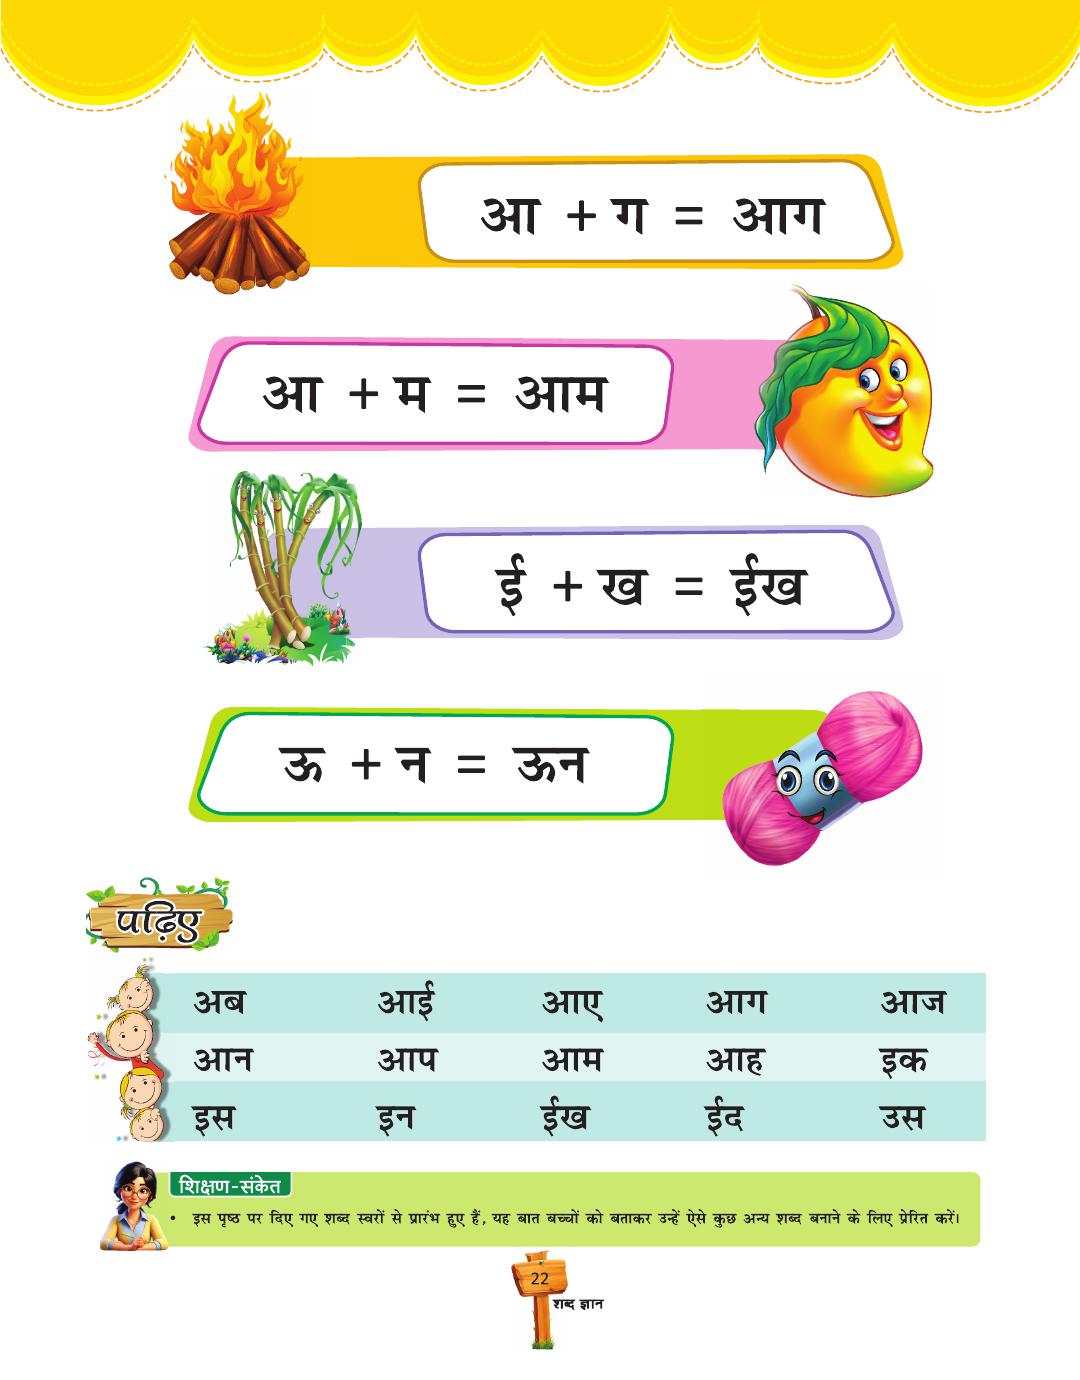 आ + ग = आग
आ + म = आम
ई + ख = ईख
ऊ + न = ऊन
पढ़िए
अब आई आए आग आज
आन आप आम आह इक
इस इन ईख ईद उस
शिक्षण-संकेत
• इस पृष्ठ पर दिए गए शब्द स्वरों से प्रारंभ हुए हैं, यह बात बच्चों को बताकर उन्हें ऐसे कुछ अन्य शब्द बनाने के लिए प्रेरित करें।
22
शब्द ज्ञान